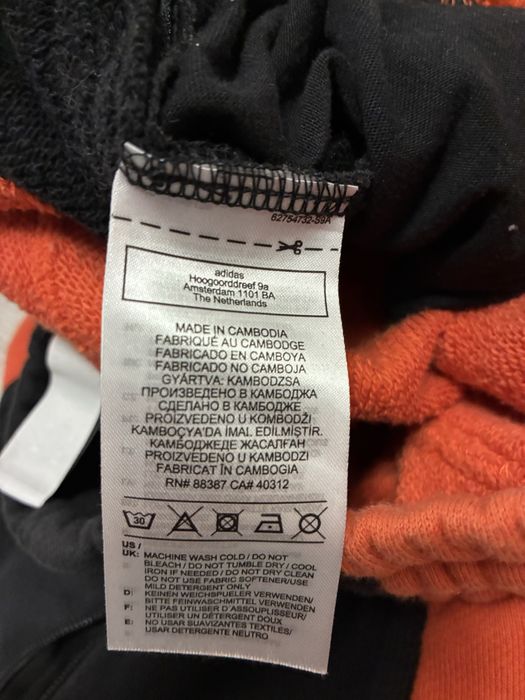 62754732-S9A
adidas
Hoogoorddreef 9a
Amsterdam 1101 BA
The Netherlands
MADE IN CAMBODIA
FABRIQUÉ AU CAMBODGE
FABRICADO EN CAMBOYA
FABRICADO NO CAMBOJA
GYÁRTVA: KAMBODZSA
ПРОИЗВЕДЕНО В КАМБОДЖА
СДЕЛАНО В КАМБОДЖЕ
PROIZVEDENO U KOMBODŽI
KAMBOÇYA'DA IMAL EDILMIŞTIR.
КАМБОДЖЕДЕ ЖАСАЛҒАН
PROIZVEDENO U KAMBODZI
FABRICAT ÎN CAMBOGIA
RN# 88387 CA# 40312
30
US /
UK: MACHINE WASH COLD / DO NOT
BLEACH / DO NOT TUMBLE DRY / COOL
IRON IF NEEDED / DO NOT DRY CLEAN
DO NOT USE FABRIC SOFTENER/USE
MILD DETERGENT ONLY
D: KEINEN WEICHSPUELER VERWENDEN/
BITTE FEINWASCHMITTEL VERWENDEN
F: NE PAS UTILISER D'ASSOUPLISSEUR/
UTILISER UN DÉTERGENT DOUX
E: NO USAR SUAVIZANTES TEXTILES/
USAR DETERGENTE NEUTRO